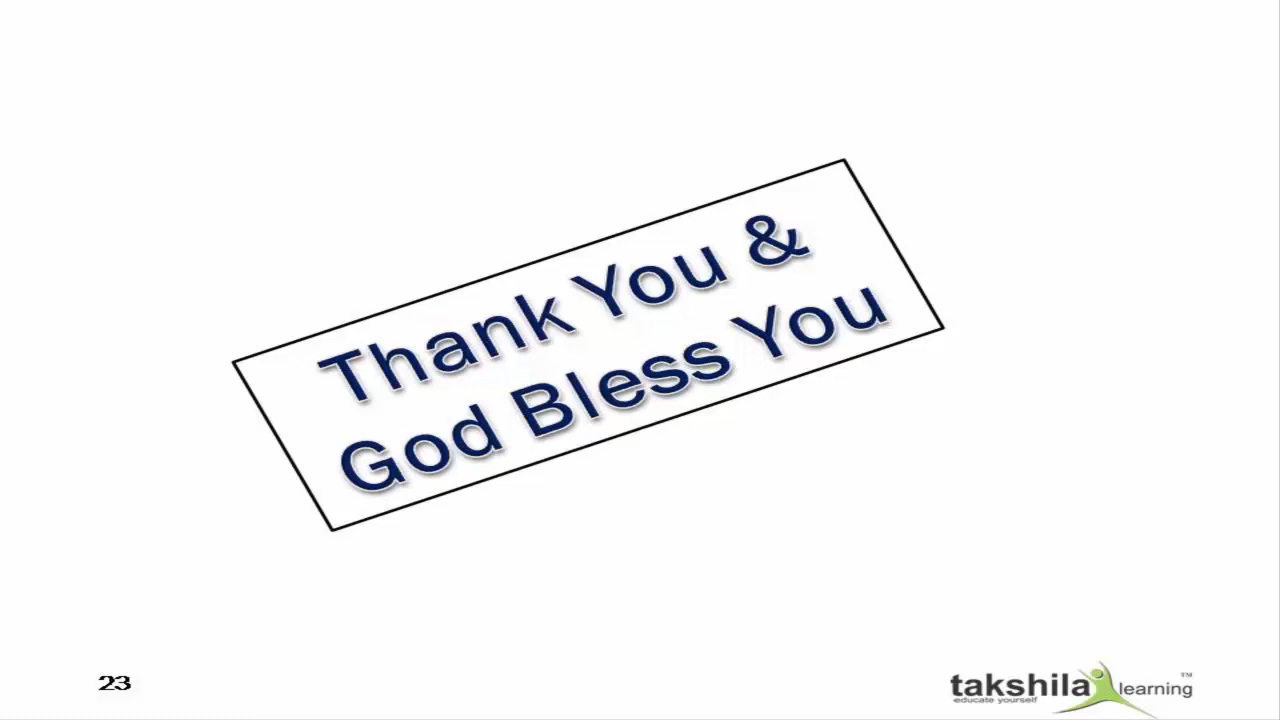 Thank You &
God Bless You
23
takshila learning ™
educate yourself